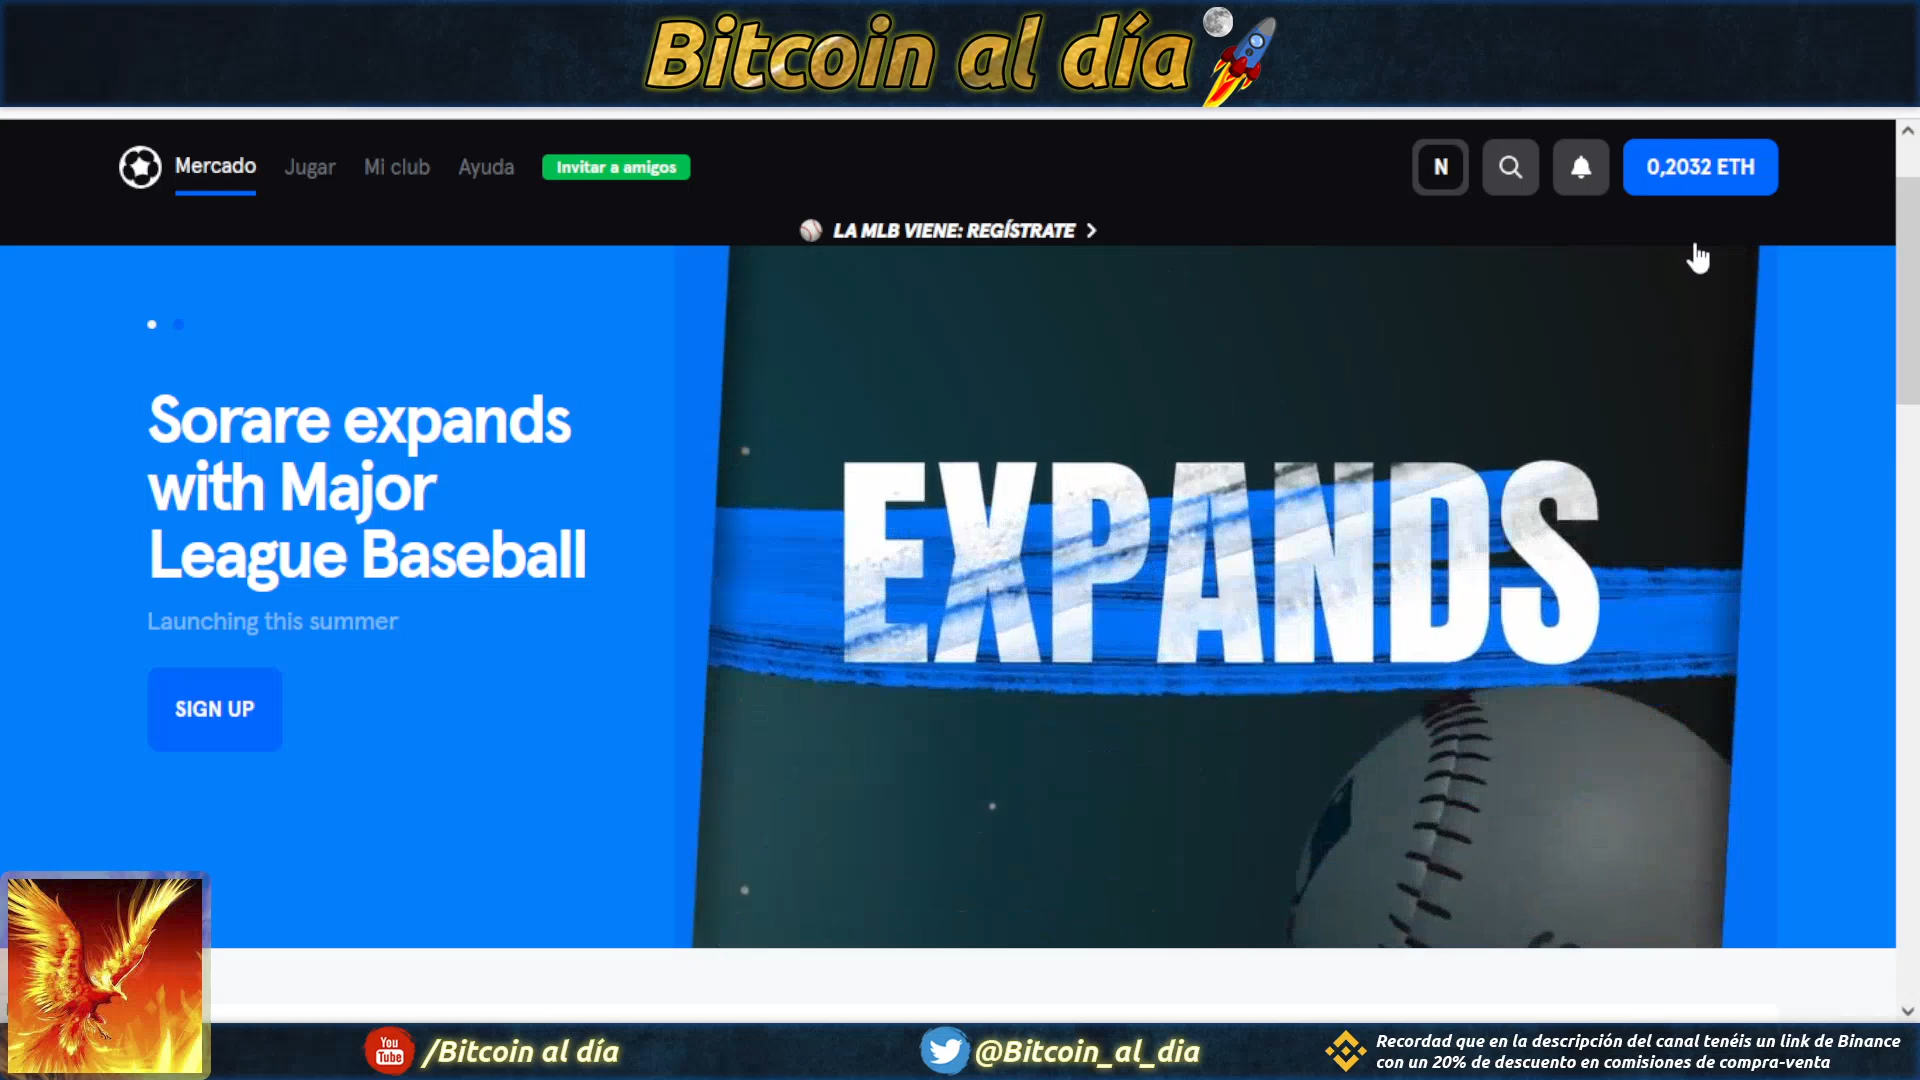 Bitcoin al día
Mercado
Jugar
Mi club
Ayuda
Invitar a amigos
N
0,2032 ETH
LA MLB VIENE: REGÍSTRATE
Sorare expands
with Major
League Baseball
Launching this summer
SIGN UP
EXPANDS
You
Tube
/Bitcoin al día
@Bitcoin_al_dia
Recordad que en la descripción del canal tenéis un link de Binance
con un 20% de descuento en comisiones de compra-venta